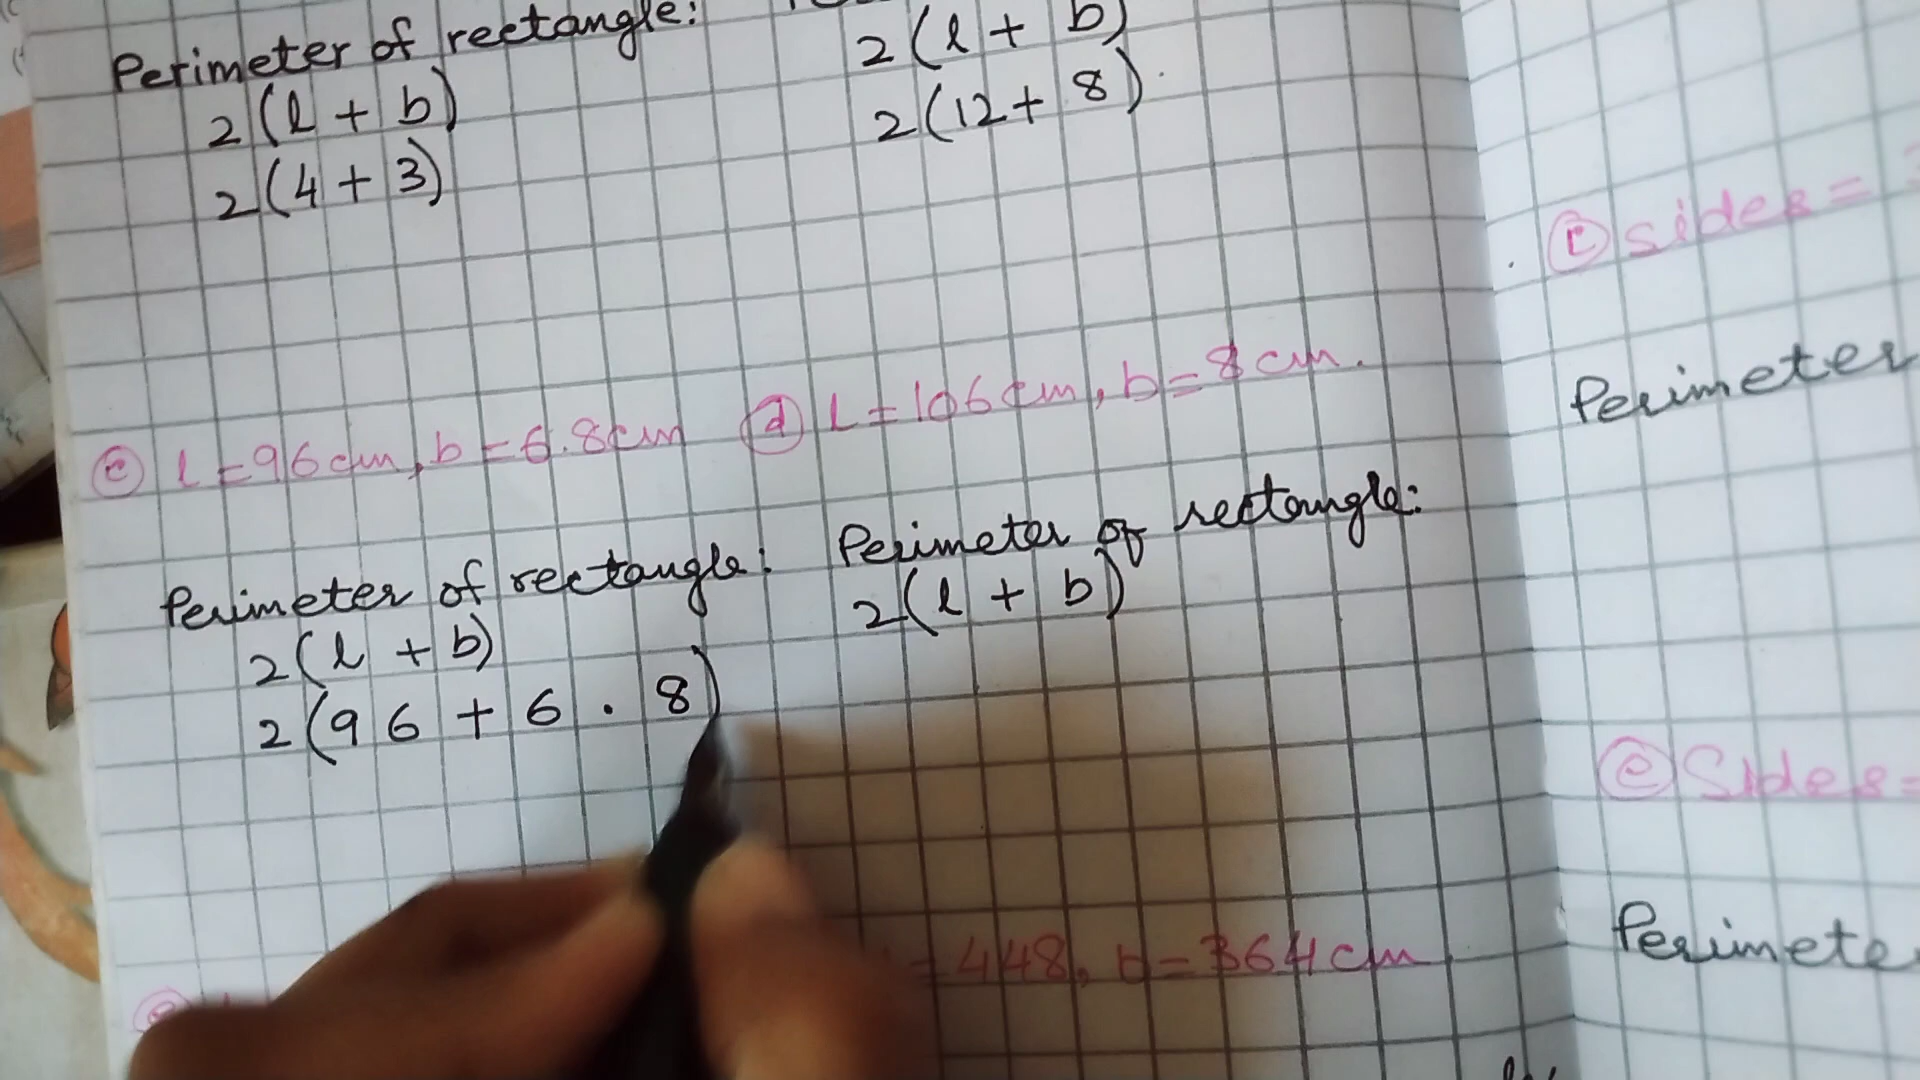 Perimeter of rectangle:
2(l + b)
2(4 + 3)
2(l + b)
2(12 + 8)
c l = 96 cm, b = 6.8 cm
Perimeter of rectangle:
2(l + b)
2(96 + 6.8)
d l = 106 cm, b = 8 cm.
Perimeter of rectangle:
2(l + b)
= 448, b = 364 cm
sides =
Perimeter
e Sides =